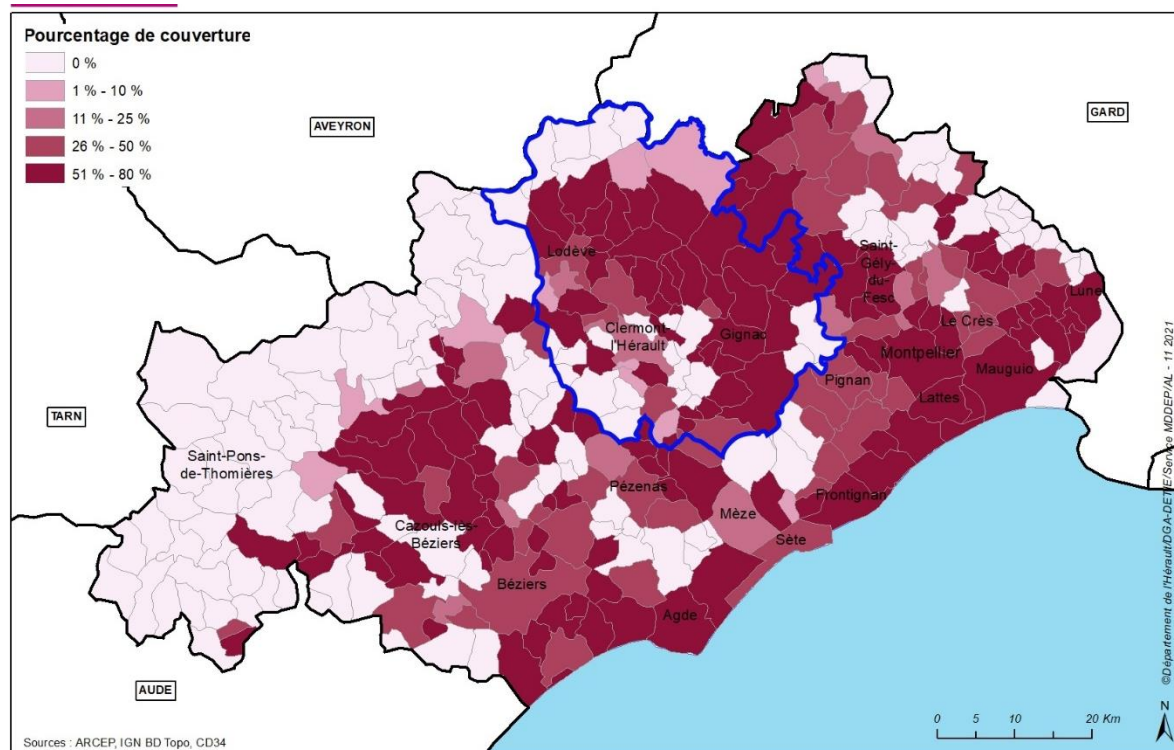 Pourcentage de couverture
0 %
1 % - 10 %
11 % - 25 %
26 % - 50 %
51 % - 80 %
AVEYRON
GARD
Lodève
Saint-
Gély-
du-
Fesc
Lune
Clermont-
l'Hérault
Gignac
Le Crès
Montpellier
Mauguio
Pignan
Lattes
TARN
Saint-Pons-
de-Thomières
Pézenas
Frontignan
Mèze
Cazouls-lès-
Béziers
Sète
Béziers
Agde
AUDE
0 5 10 20 Km
N
Sources : ARCEP, IGN BD Topo, CD34
©Département de l'Hérault/DGA-DETIE/Service MDDEP/AL - 11 2021